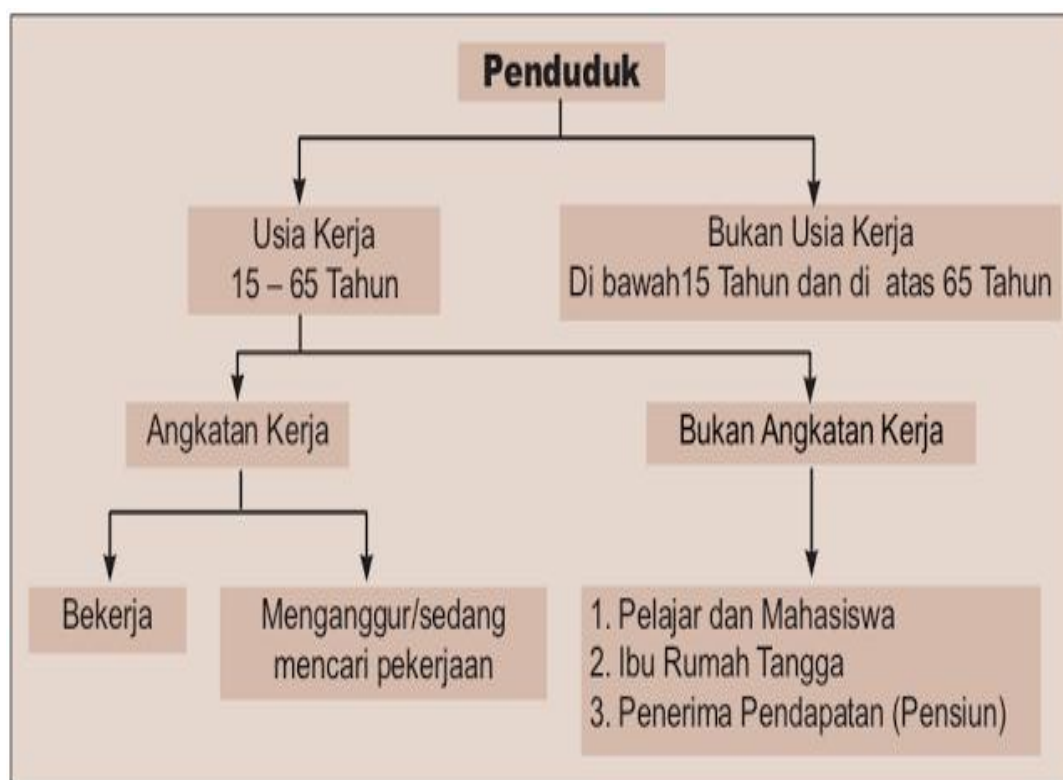 Penduduk
Usia Kerja
15 – 65 Tahun
Bukan Usia Kerja
Di bawah15 Tahun dan di atas 65 Tahun
Angkatan Kerja
Bukan Angkatan Kerja
Bekerja
Menganggur/sedang
mencari pekerjaan
1. Pelajar dan Mahasiswa
2. Ibu Rumah Tangga
3. Penerima Pendapatan (Pensiun)